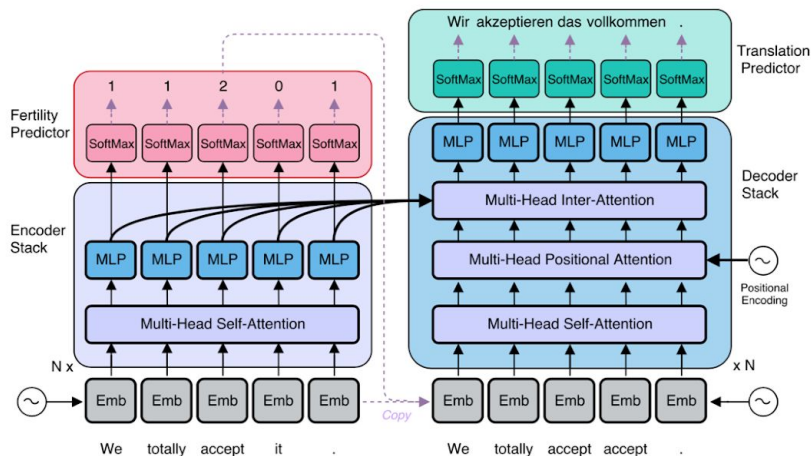 Wir akzeptieren das vollkommen .
Translation
Predictor
SoftMax SoftMax SoftMax SoftMax SoftMax
1 1 2 0 1
Fertility
Predictor
SoftMax SoftMax SoftMax SoftMax SoftMax
MLP MLP MLP MLP MLP
Decoder
Stack
Multi-Head Inter-Attention
Encoder
Stack
MLP MLP MLP MLP MLP
Multi-Head Positional Attention
Positional
Encoding
Multi-Head Self-Attention
Multi-Head Self-Attention
N x
x N
Emb Emb Emb Emb Emb
Copy
Emb Emb Emb Emb Emb
We totally accept it .
We totally accept accept .